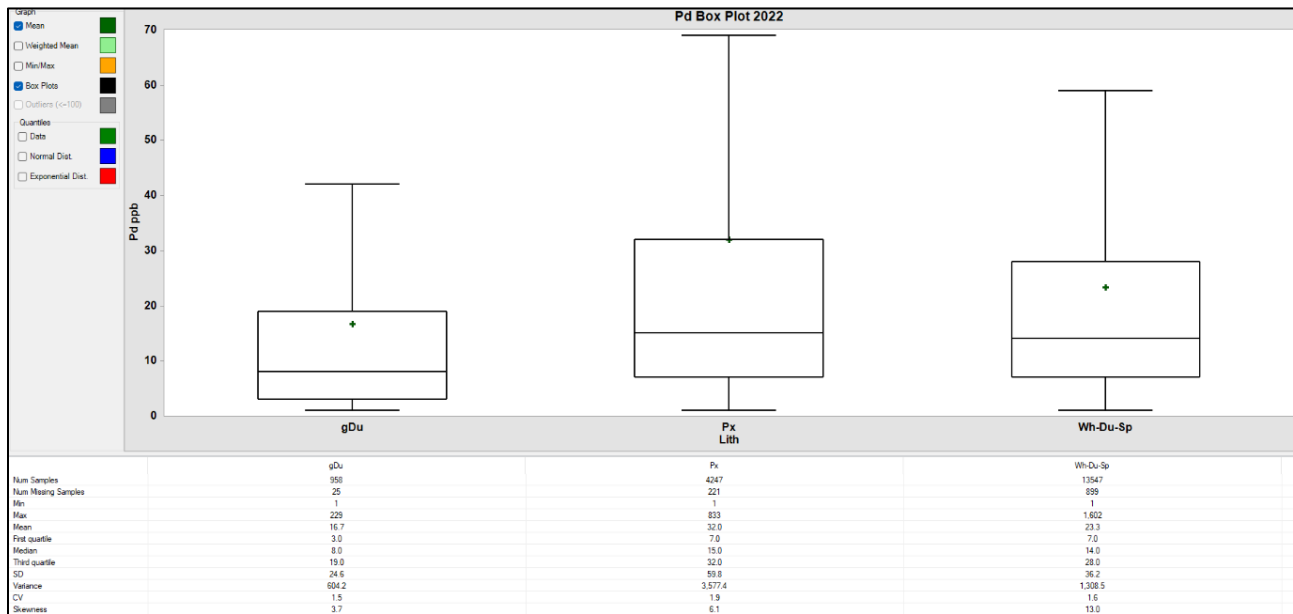 Graph
Mean
Weighted Mean
Min/Max
Box Plots
Outliers (<=100)
Quantiles
Data
Normal Dist.
Exponential Dist.
Pd Box Plot 2022
70
60
50
40
30
20
10
0
Pd ppb
gDu Px Wh-Du-Sp
Lith
gDu Px Wh-Du-Sp
Num Samples 958 4247 13547
Num Missing Samples 25 221 899
Min 1 1 1
Max 229 833 1,602
Mean 16.7 32.0 23.3
First quartile 3.0 7.0 7.0
Median 8.0 15.0 14.0
Third quartile 19.0 32.0 28.0
SD 24.6 59.8 36.2
Variance 604.2 3,577.4 1,308.5
CV 1.5 1.9 1.6
Skewness 3.7 6.1 13.0